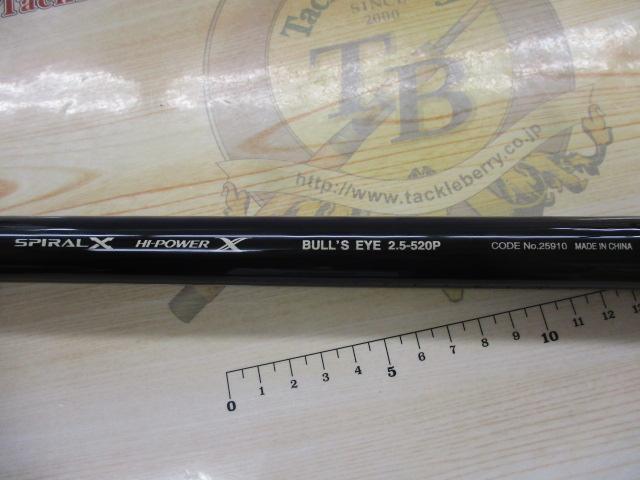 Tackle
SINCE
2000
TB
http://www.tackleberry.co.jp
SPIRAL X HI-POWER X BULL'S EYE 2.5-520P CODE No.25910 MADE IN CHINA
0 1 2 3 4 5 6 7 8 9 10 11 12